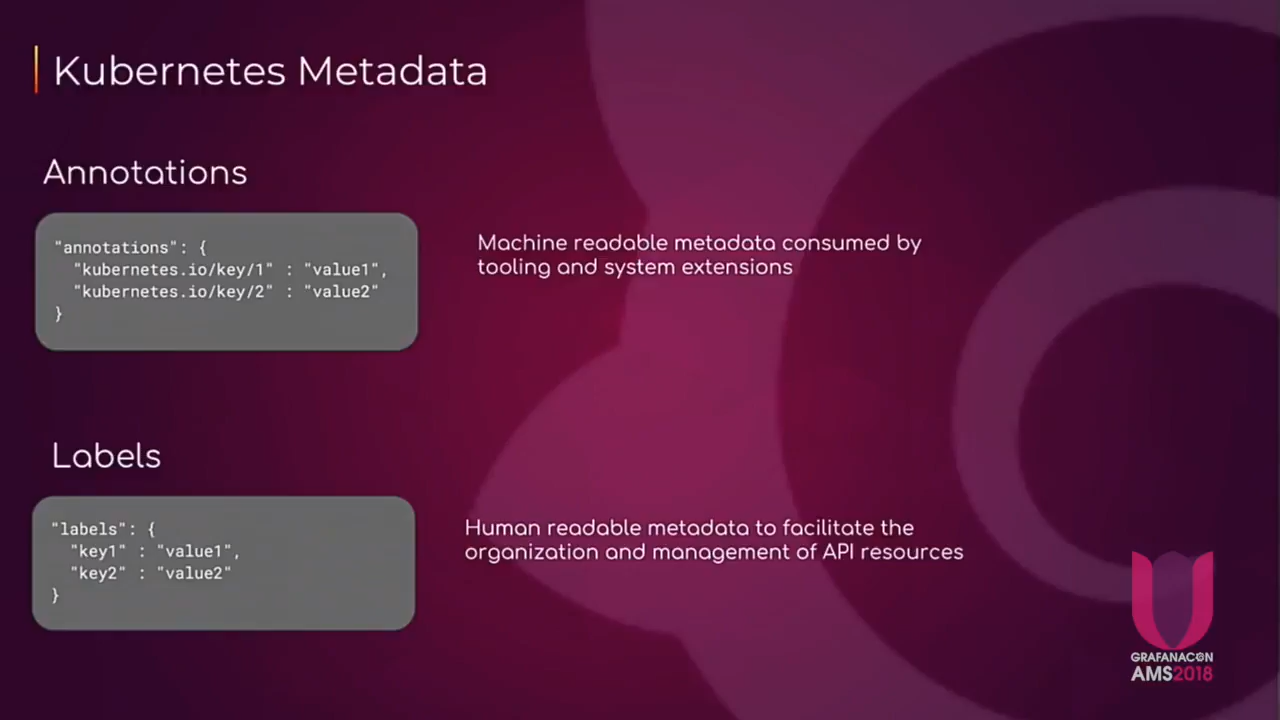 Kubernetes Metadata
Annotations
"annotations": {
"kubernetes.io/key/1" : "value1",
"kubernetes.io/key/2" : "value2"
}
Machine readable metadata consumed by
tooling and system extensions
Labels
"labels": {
"key1" : "value1",
"key2" : "value2"
}
Human readable metadata to facilitate the
organization and management of API resources
GRAFANACON
AMS2018